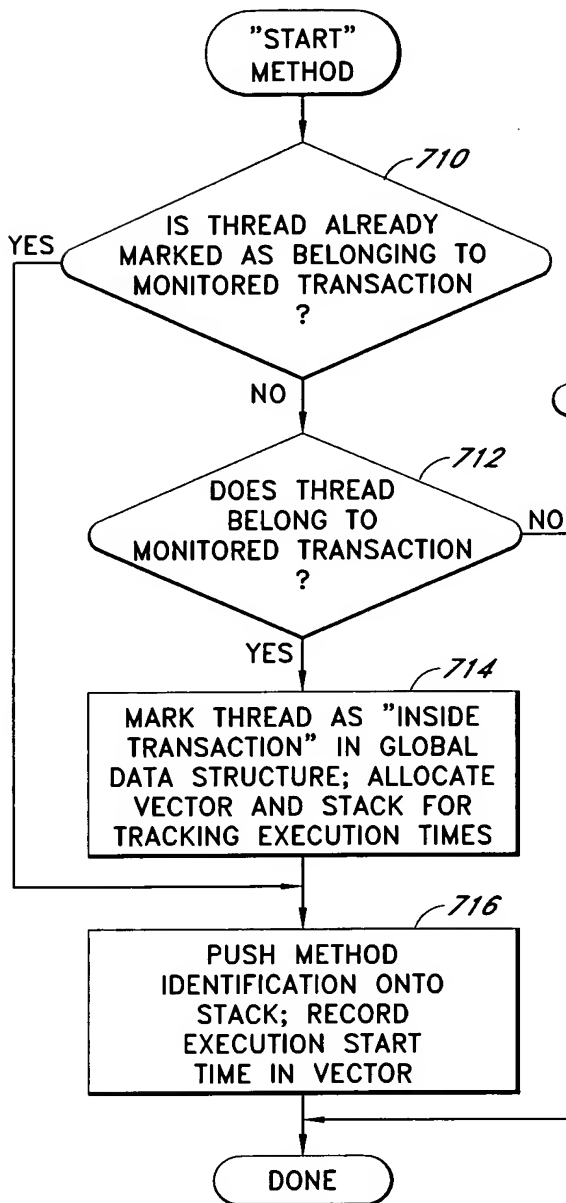 "START"
METHOD
710
IS THREAD ALREADY
MARKED AS BELONGING TO
MONITORED TRANSACTION
?
YES
NO
712
DOES THREAD
BELONG TO
MONITORED TRANSACTION
?
NO
YES
714
MARK THREAD AS "INSIDE
TRANSACTION" IN GLOBAL
DATA STRUCTURE; ALLOCATE
VECTOR AND STACK FOR
TRACKING EXECUTION TIMES
716
PUSH METHOD
IDENTIFICATION ONTO
STACK; RECORD
EXECUTION START
TIME IN VECTOR
DONE